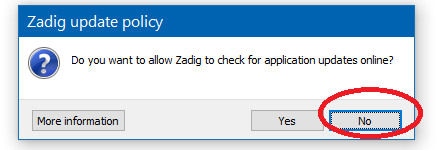 Zadig update policy
Do you want to allow Zadig to check for application updates online?
More information Yes No